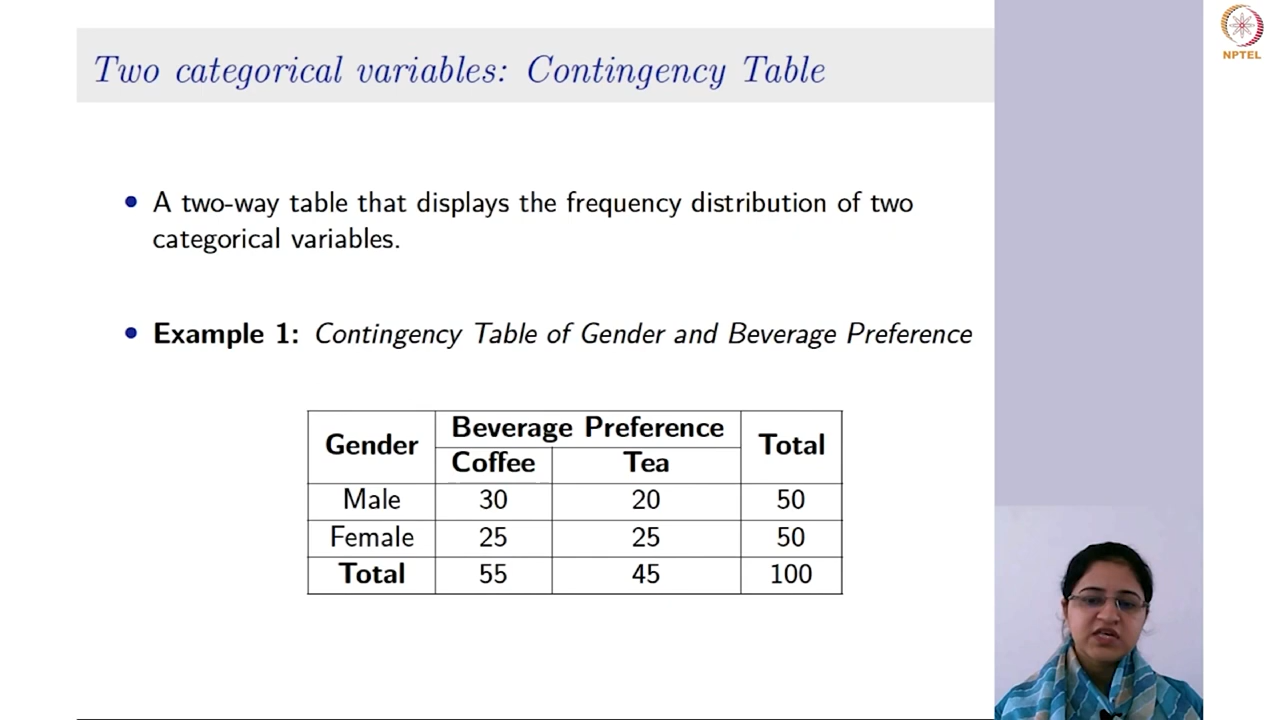 Two categorical variables: Contingency Table
NPTEL
• A two-way table that displays the frequency distribution of two
categorical variables.
• Example 1: Contingency Table of Gender and Beverage Preference
Gender Beverage Preference Total
Coffee Tea
Male 30 20 50
Female 25 25 50
Total 55 45 100